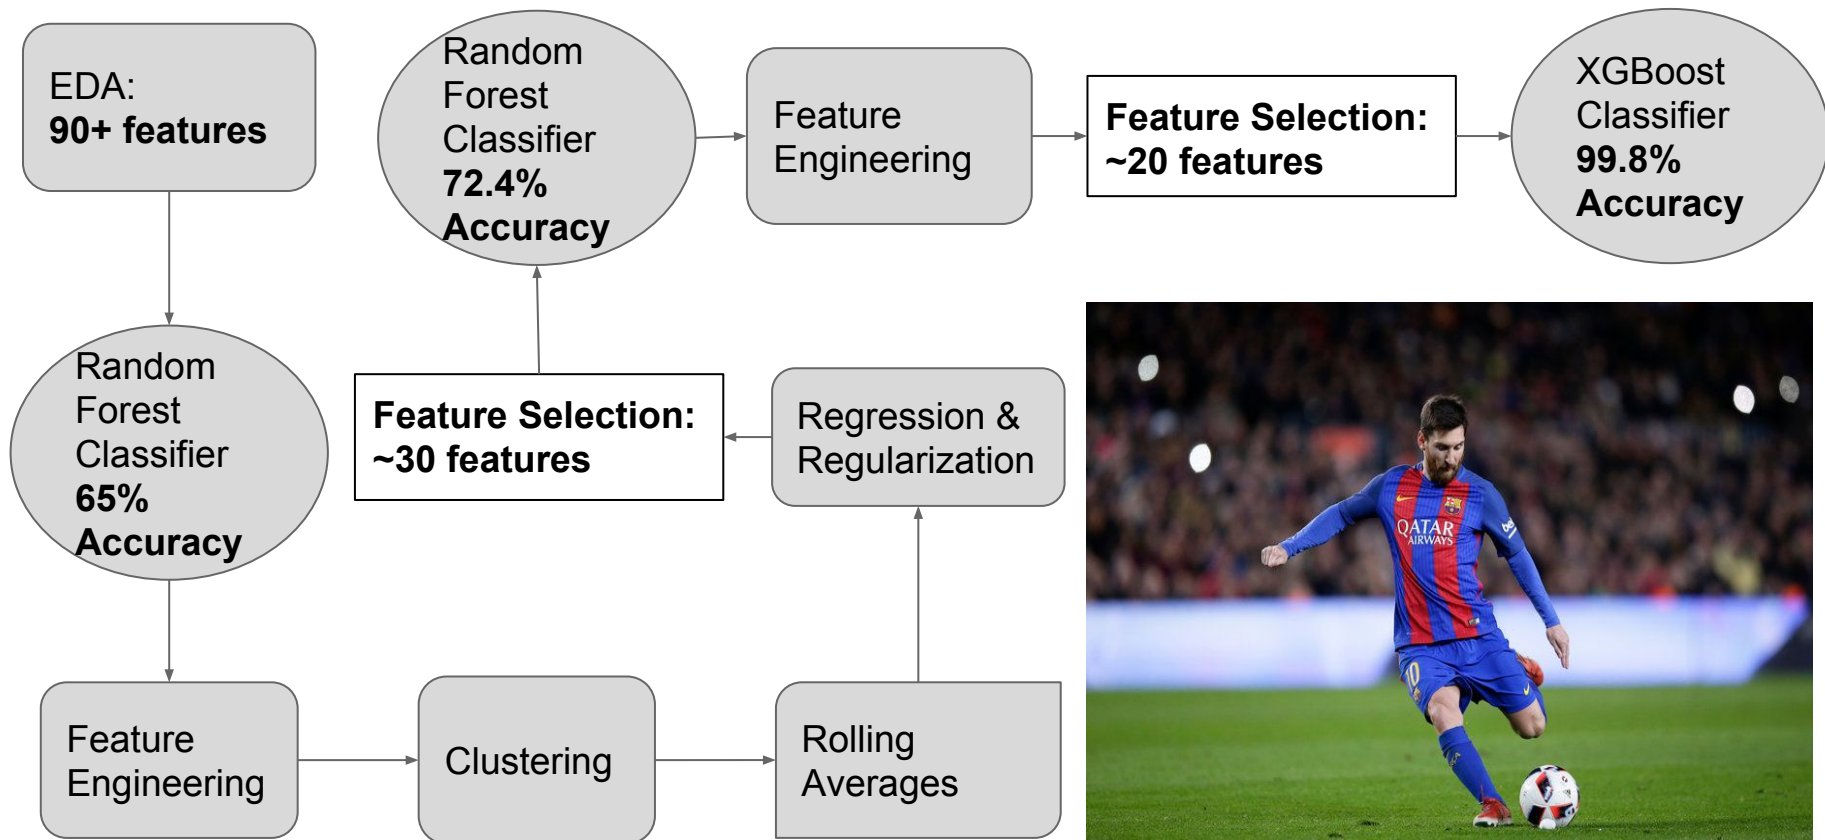 EDA:
90+ features
Random
Forest
Classifier
65%
Accuracy
Feature
Engineering
Clustering
Rolling
Averages
Regression &
Regularization
Feature Selection:
~30 features
Random
Forest
Classifier
72.4%
Accuracy
Feature
Engineering
Feature Selection:
~20 features
XGBoost
Classifier
99.8%
Accuracy
QATAR
AIRWAYS
10